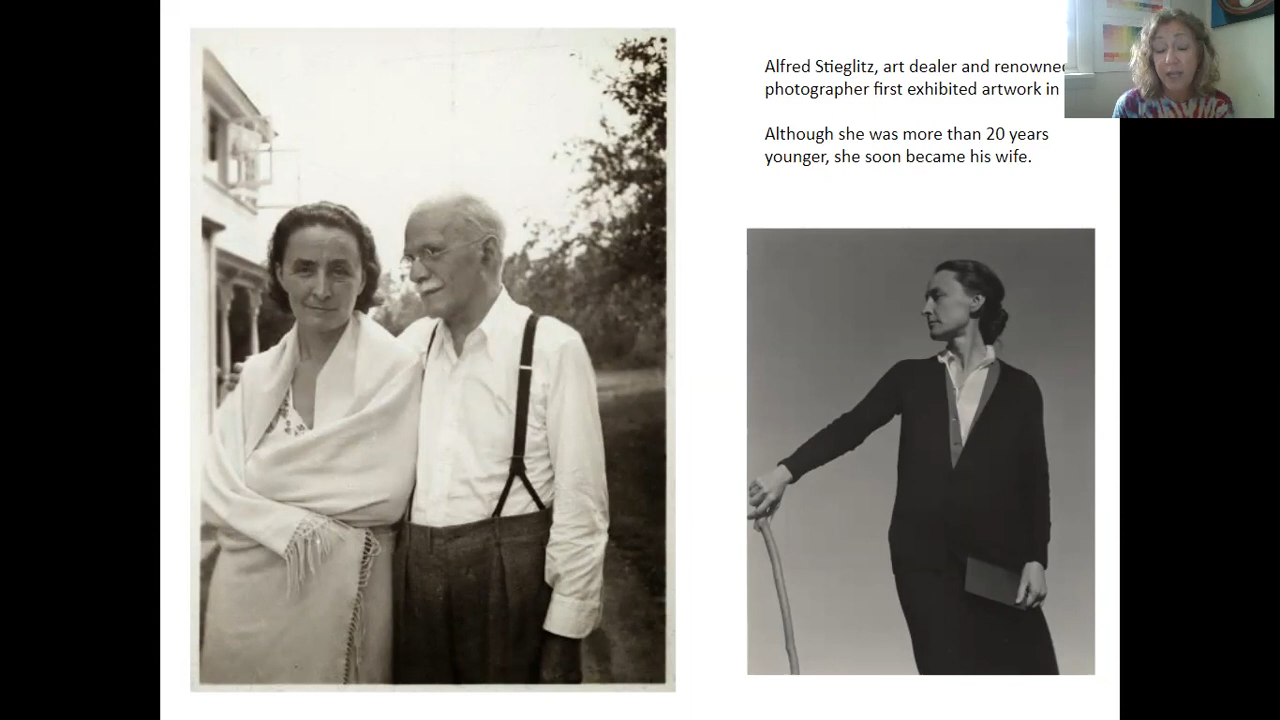 Alfred Stieglitz, art dealer and renowned
photographer first exhibited artwork in
Although she was more than 20 years
younger, she soon became his wife.